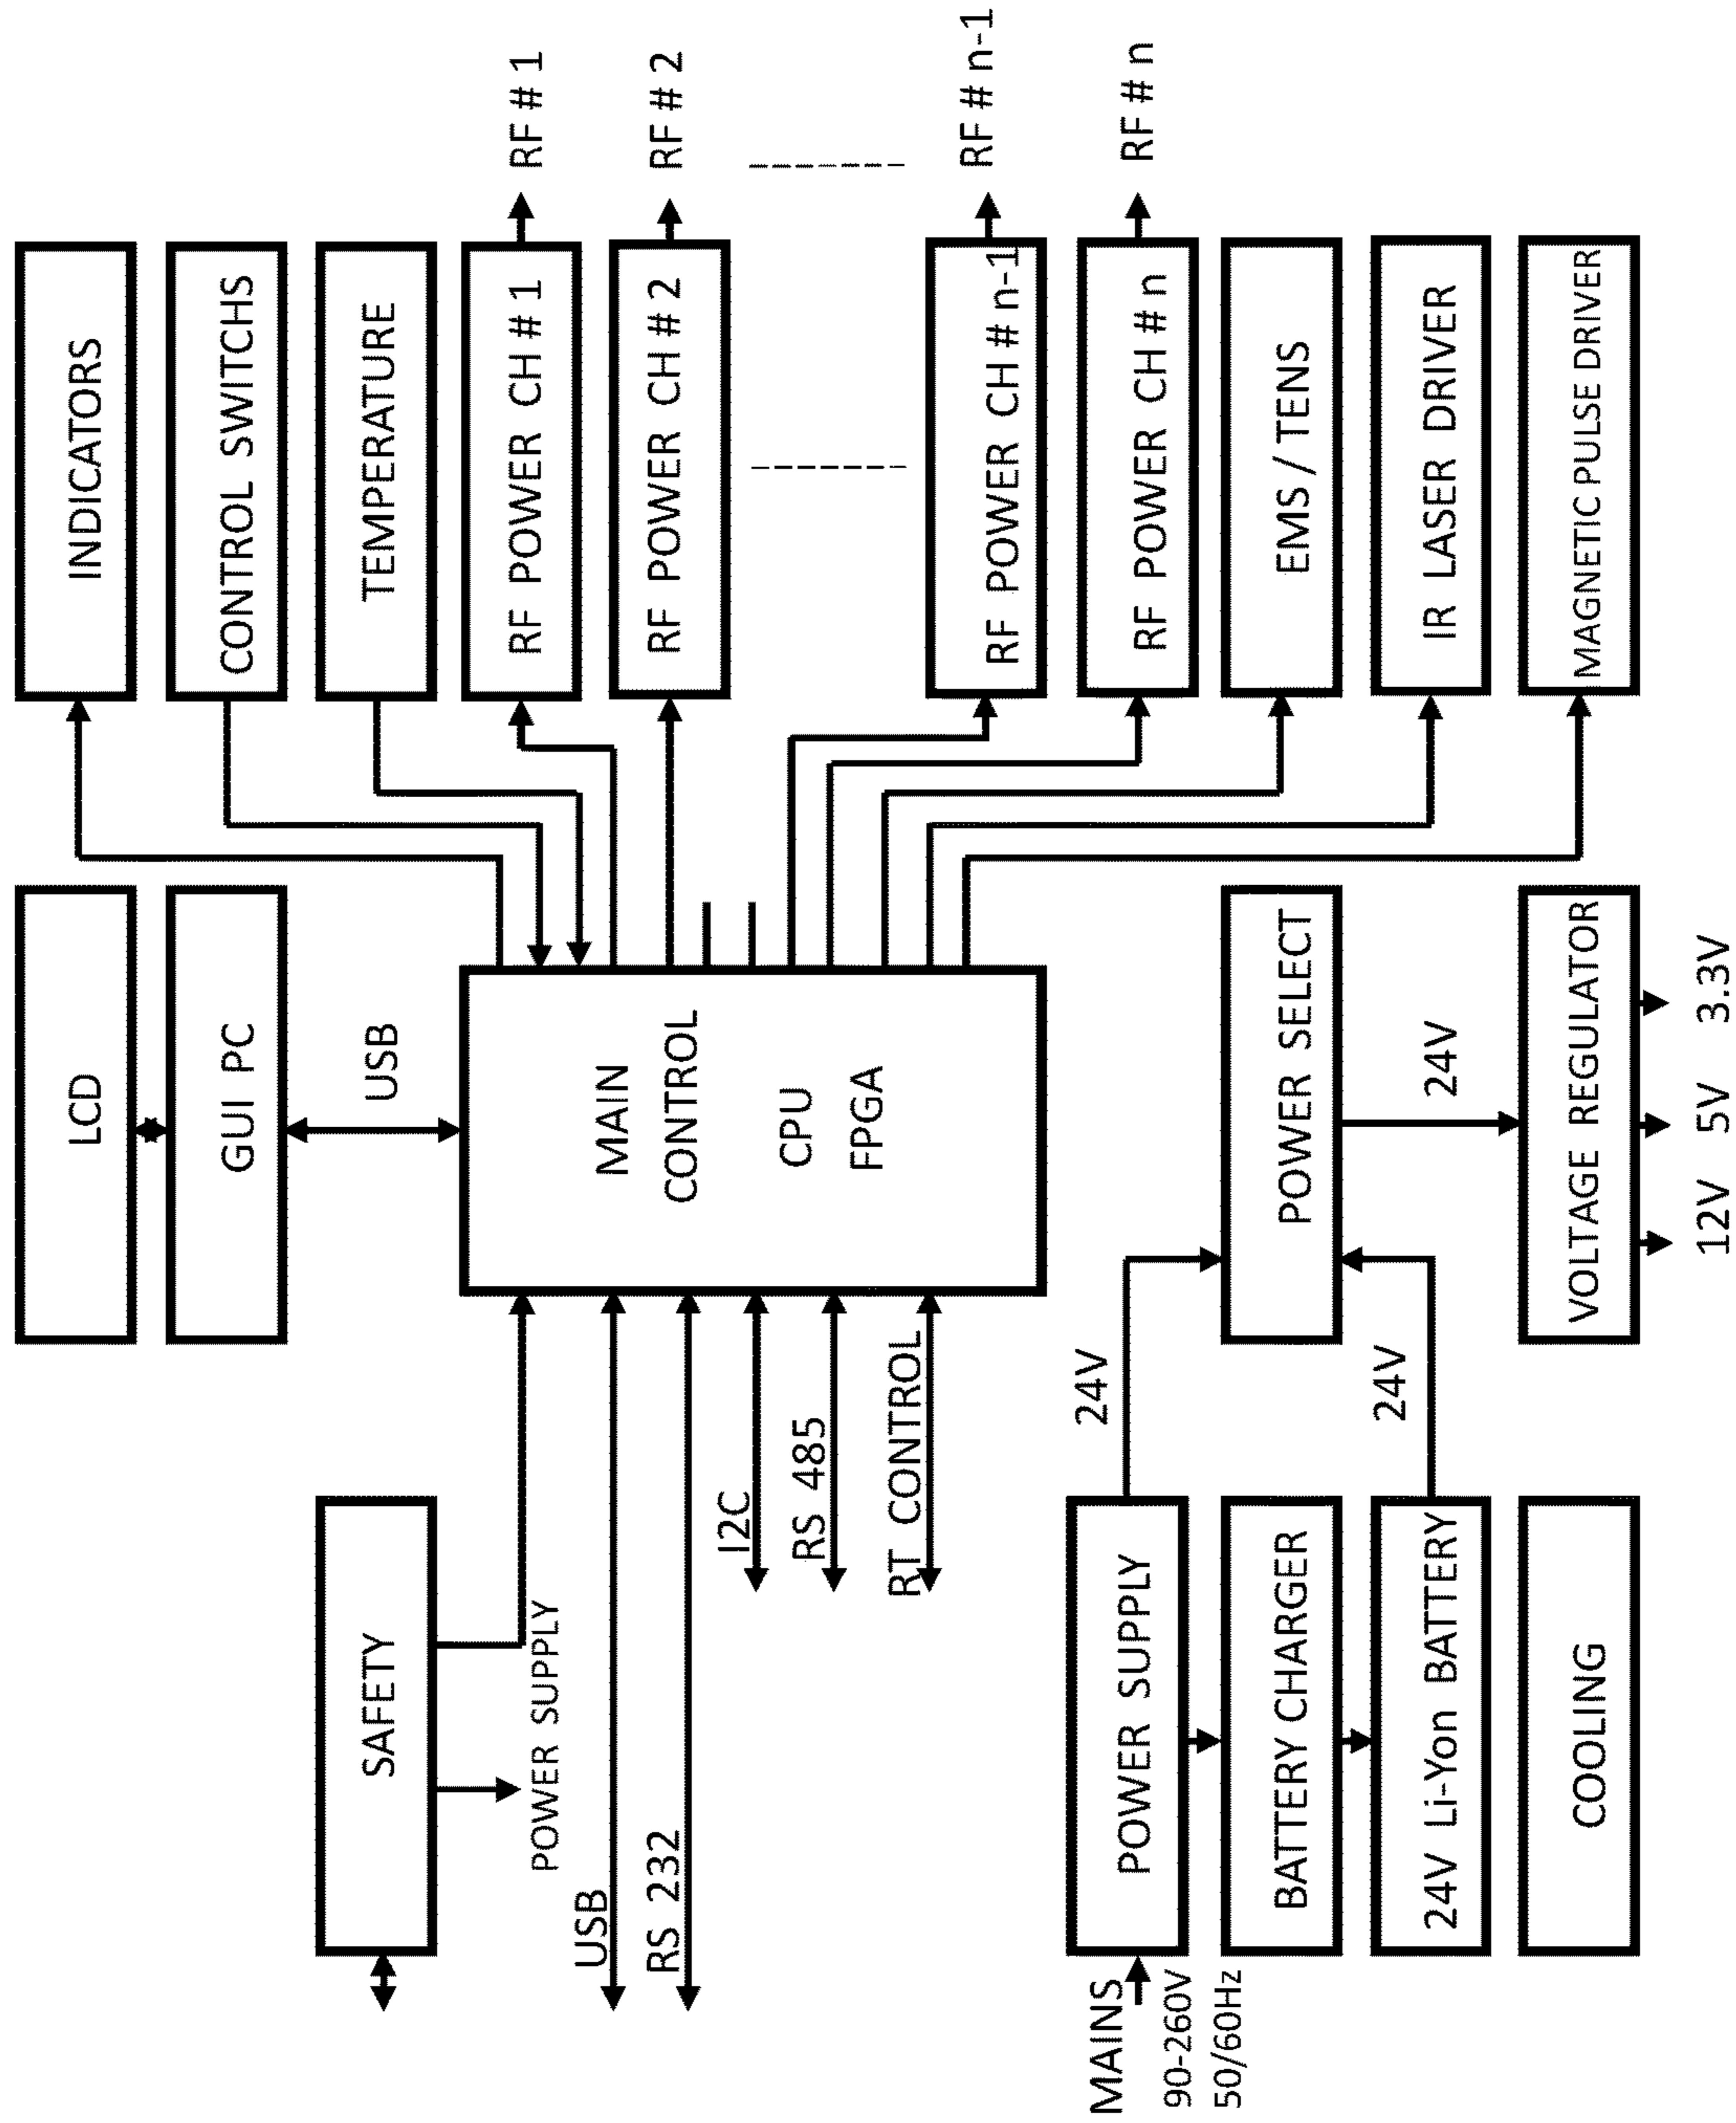 LCD
GUI PC
USB
INDICATORS
CONTROL SWITCHS
TEMPERATURE
RF POWER CH # 1
RF # 1
RF POWER CH # 2
RF # 2
RF POWER CH # n-1
RF # n-1
RF POWER CH # n
RF # n
EMS / TENS
IR LASER DRIVER
MAGNETIC PULSE DRIVER
MAIN
CONTROL
CPU
FPGA
SAFETY
POWER SUPPLY
USB
RS 232
I2C
RS 485
RT CONTROL
MAINS
90-260V
50/60Hz
POWER SUPPLY
24V
BATTERY CHARGER
24V Li-Yon BATTERY
24V
COOLING
POWER SELECT
24V
VOLTAGE REGULATOR
12V 5V 3.3V